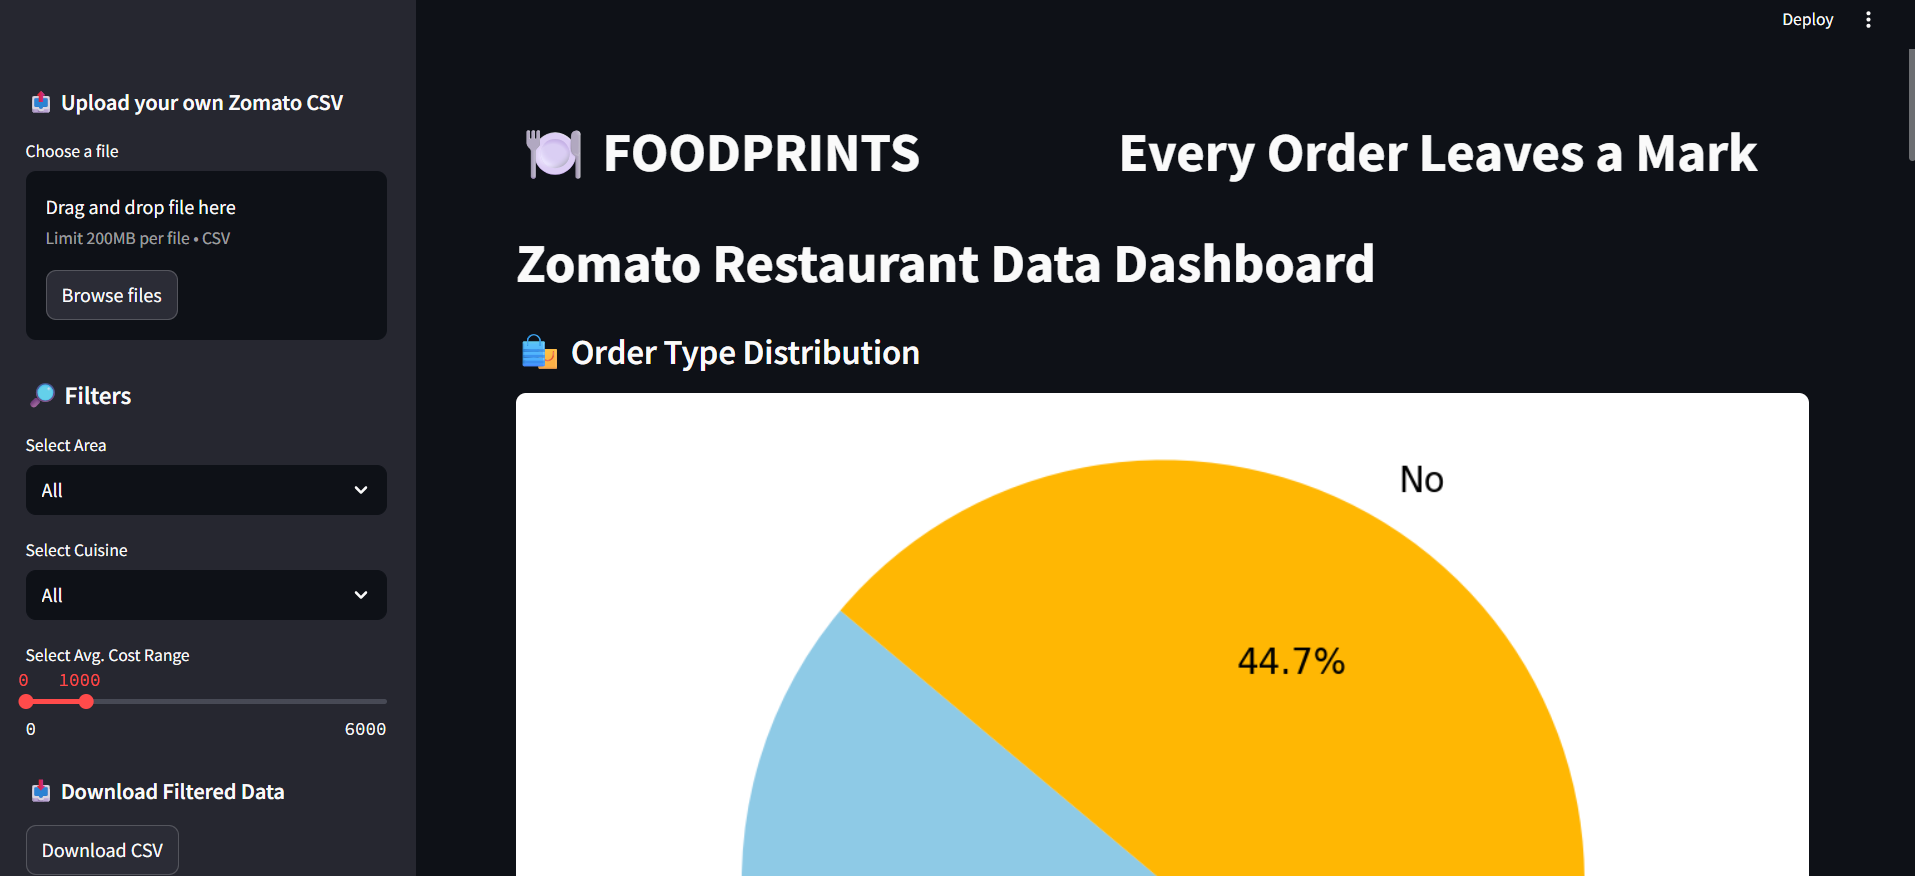 Deploy
Upload your own Zomato CSV
Choose a file
Drag and drop file here
Limit 200MB per file • CSV
Browse files
Filters
Select Area
All
Select Cuisine
All
Select Avg. Cost Range
0 1000
0 6000
Download Filtered Data
Download CSV
FOODPRINTS Every Order Leaves a Mark
Zomato Restaurant Data Dashboard
Order Type Distribution
No
44.7%